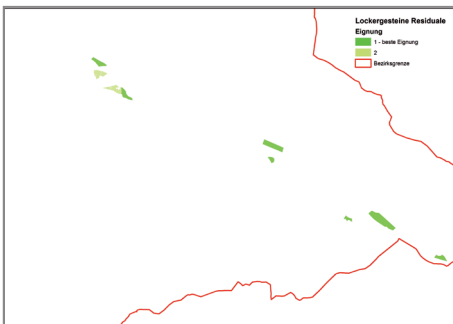 Lockergesteine Residuale
Eignung
1 - beste Eignung
2
Bezirksgrenze